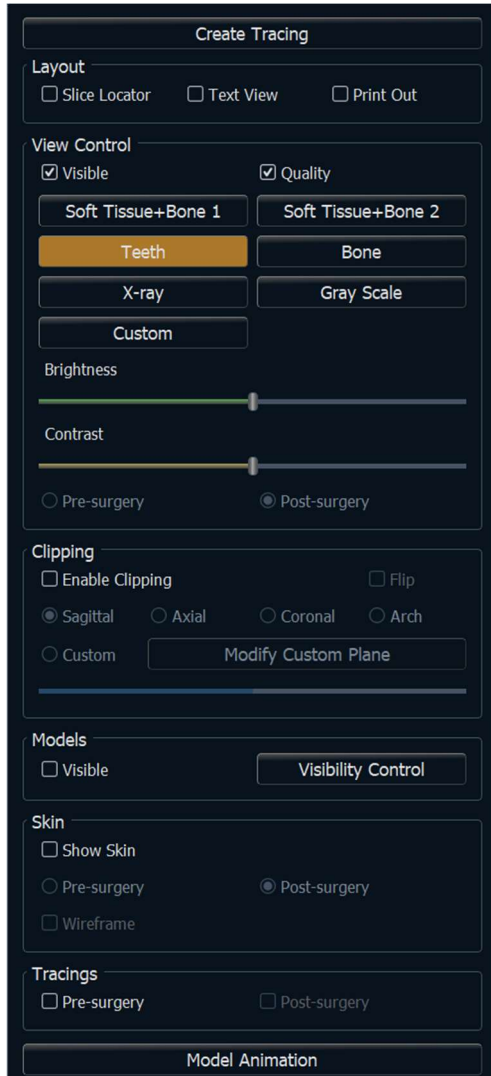 Create Tracing
Layout
Slice Locator Text View Print Out
View Control
Visible Quality
Soft Tissue+Bone 1 Soft Tissue+Bone 2
Teeth Bone
X-ray Gray Scale
Custom
Brightness
Contrast
Pre-surgery Post-surgery
Clipping
Enable Clipping Flip
Sagittal Axial Coronal Arch
Custom Modify Custom Plane
Models
Visible Visibility Control
Skin
Show Skin
Pre-surgery Post-surgery
Wireframe
Tracings
Pre-surgery Post-surgery
Model Animation